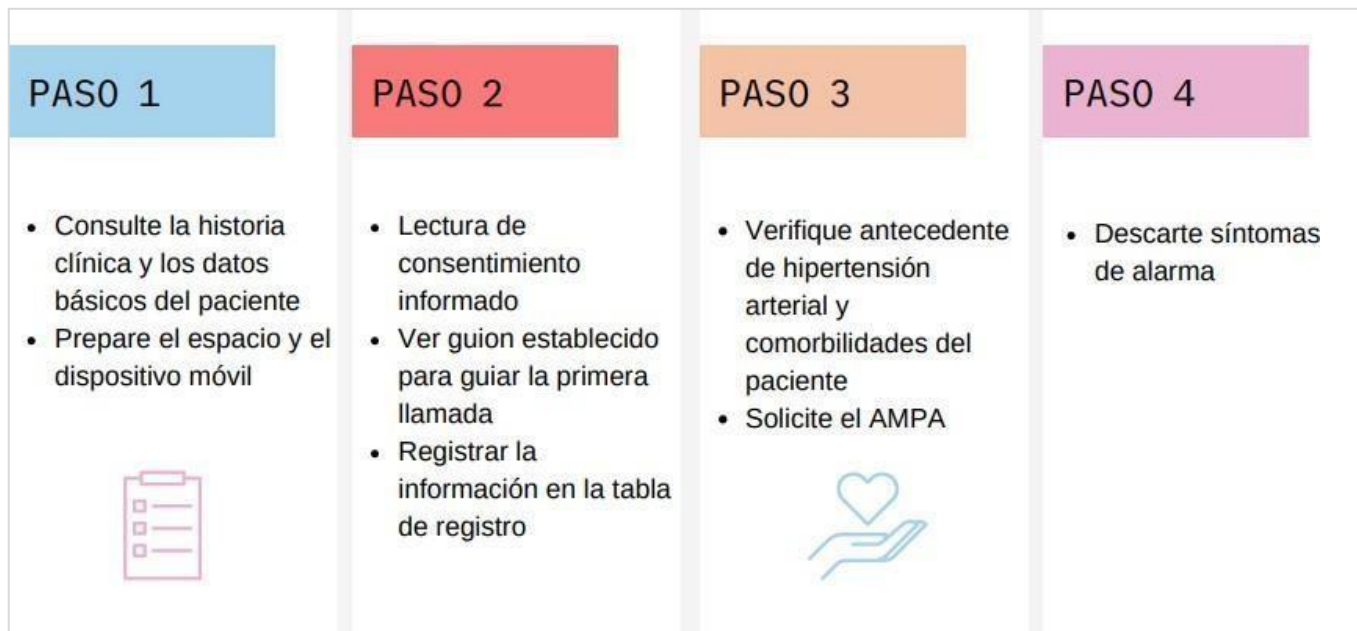 PASO 1
Consulte la historia
clínica y los datos
básicos del paciente
Prepare el espacio y el
dispositivo móvil
PASO 2
Lectura de
consentimiento
informado
Ver guion establecido
para guiar la primera
llamada
Registrar la
información en la tabla
de registro
PASO 3
Verifique antecedente
de hipertensión
arterial y
comorbilidades del
paciente
Solicite el AMPA
PASO 4
Descarte síntomas
de alarma